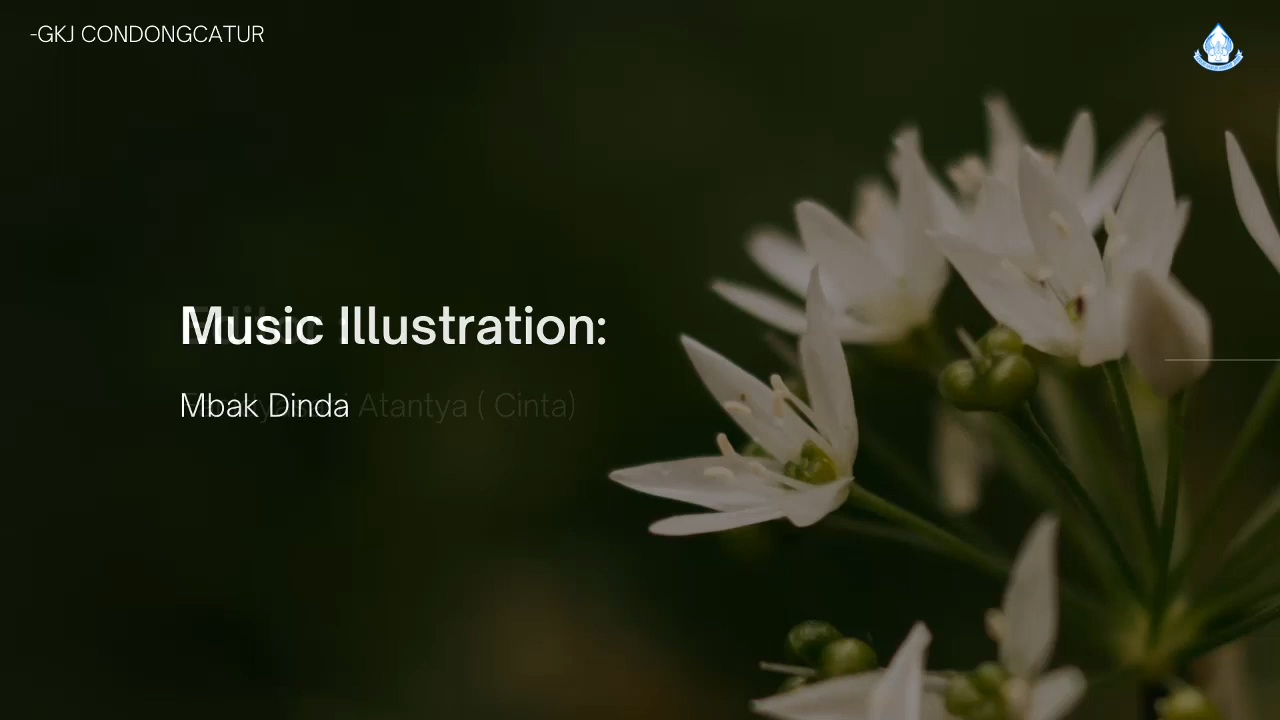 -GKJ CONDONGCATUR
Music Illustration:
Mbak Dinda
Atantya ( Cinta)